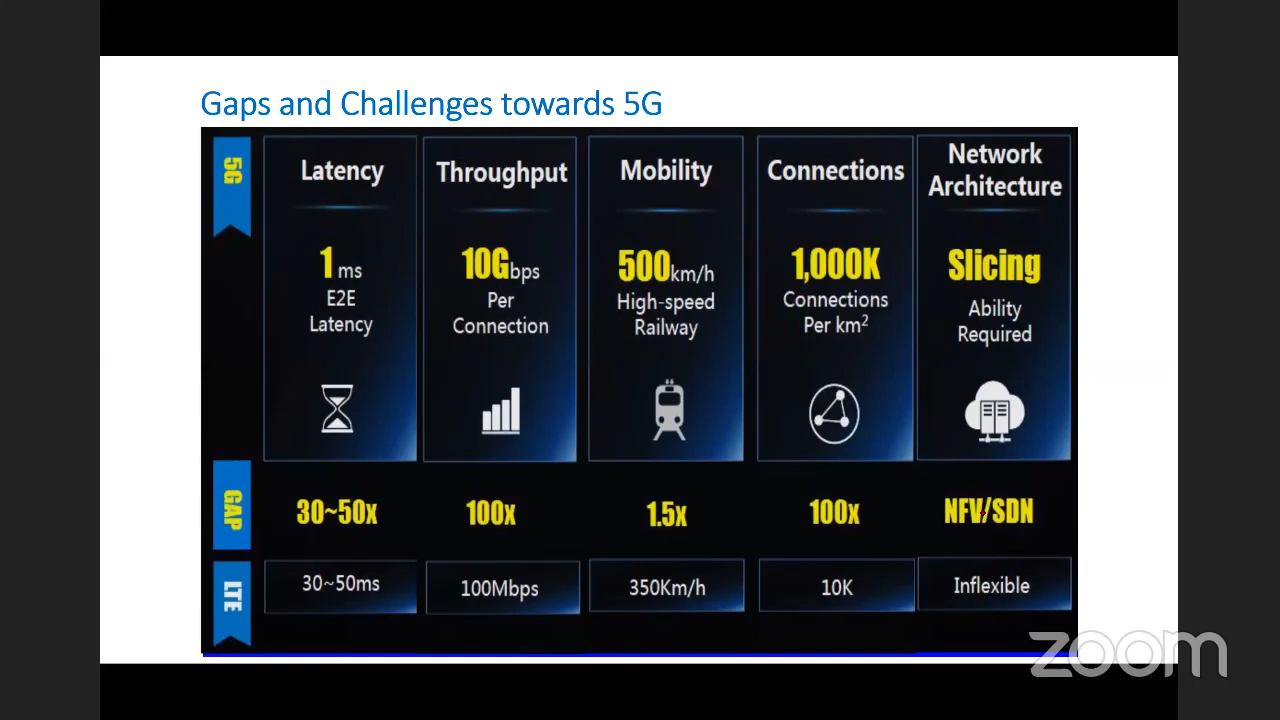 Gaps and Challenges towards 5G
5G
Latency
1 ms
E2E
Latency
Throughput
10Gbps
Per
Connection
Mobility
500km/h
High-speed
Railway
Connections
1,000K
Connections
Per km²
Network
Architecture
Slicing
Ability
Required
GAP
30~50x
100x
1.5x
100x
NFV/SDN
LTE
30~50ms
100Mbps
350Km/h
10K
Inflexible
zoom